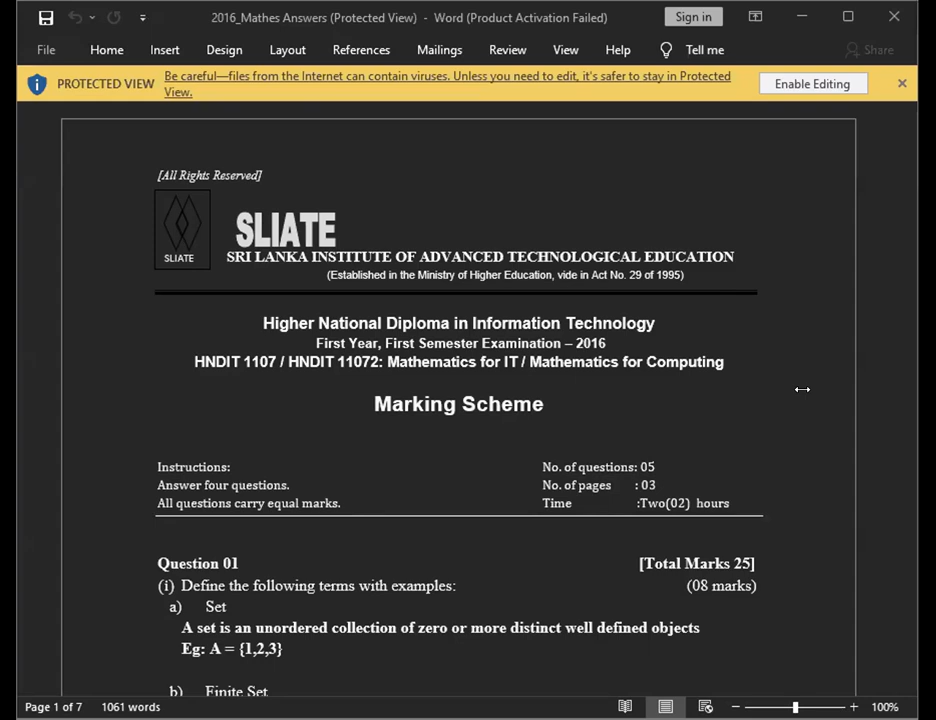 2016_Mathes Answers (Protected View) - Word (Product Activation Failed)
Sign in
File Home Insert Design Layout References Mailings Review View Help Tell me Share
PROTECTED VIEW Be careful—files from the Internet can contain viruses. Unless you need to edit, it's safer to stay in Protected
View.
Enable Editing
[All Rights Reserved]
SLIATE
SLIATE
SRI LANKA INSTITUTE OF ADVANCED TECHNOLOGICAL EDUCATION
(Established in the Ministry of Higher Education, vide in Act No. 29 of 1995)
Higher National Diploma in Information Technology
First Year, First Semester Examination – 2016
HNDIT 1107 / HNDIT 11072: Mathematics for IT / Mathematics for Computing
Marking Scheme
Instructions: No. of questions: 05
Answer four questions. No. of pages : 03
All questions carry equal marks. Time :Two(02) hours
Question 01 [Total Marks 25]
(i) Define the following terms with examples: (08 marks)
a) Set
A set is an unordered collection of zero or more distinct well defined objects
Eg: A = {1,2,3}
b) Finite Set
Page 1 of 7 1061 words 100%